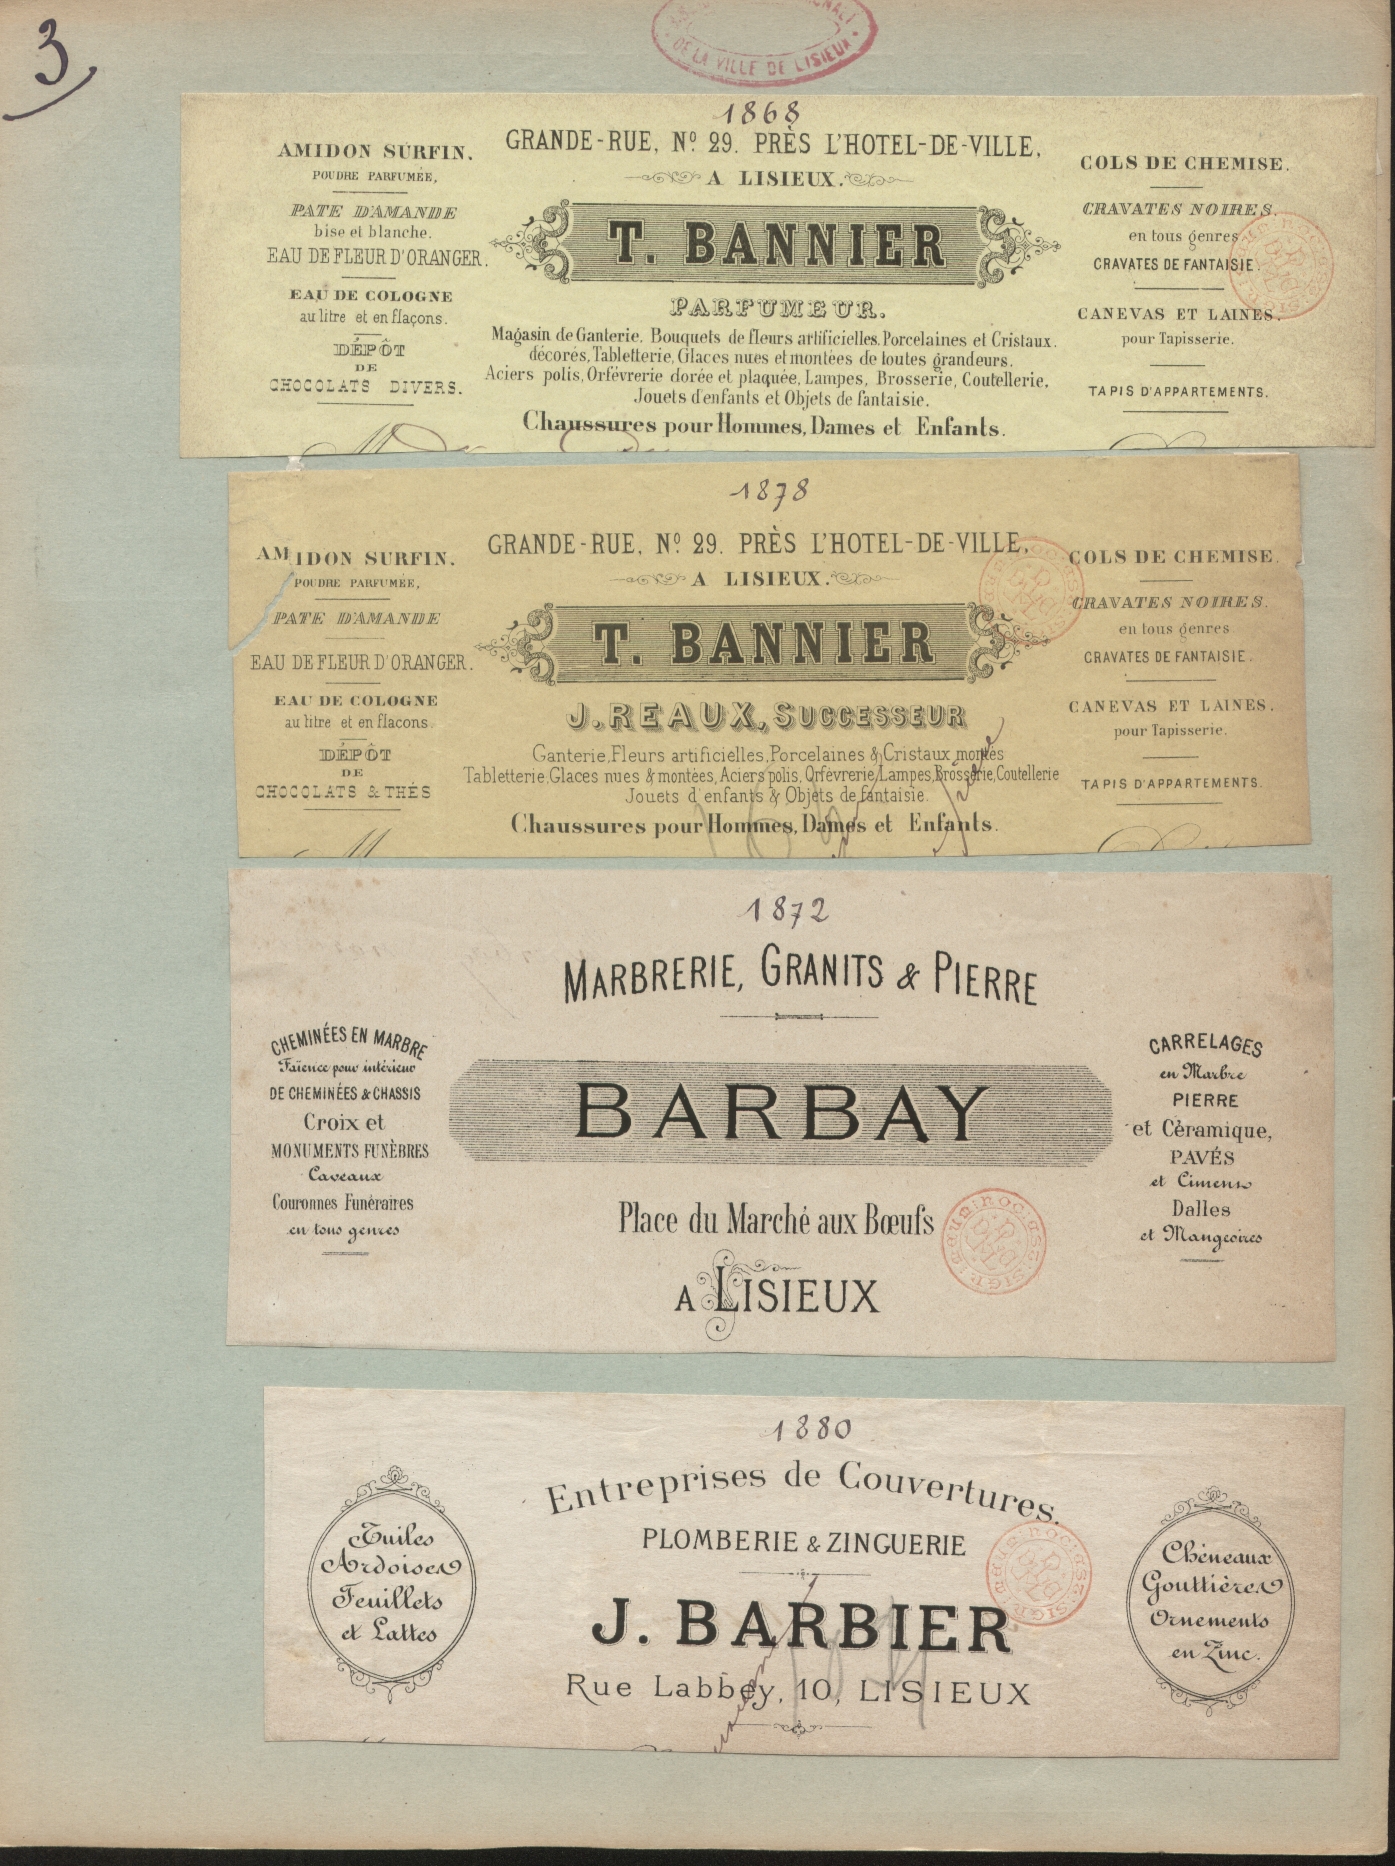 3
DE LA VILLE DE LISIEUX
1868
GRANDE-RUE, Nº 29. PRÈS L'HOTEL-DE-VILLE,
A LISIEUX.
T. BANNIER
PARFUMEUR.
Magasin de Ganterie. Bouquets de fleurs artificielles. Porcelaines et Cristaux.
décorés, Tabletterie, Glaces nues et montées de toutes grandeurs.
Aciers polis, Orfévrerie dorée et plaquée, Lampes, Brosserie, Coutellerie.
Jouets d'enfants et Objets de fantaisie.
Chaussures pour Hommes, Dames et Enfants.
AMIDON SURFIN.
POUDRE PARFUMÉE,
PATE D'AMANDE
bise et blanche.
EAU DE FLEUR D'ORANGER.
EAU DE COLOGNE
au litre et en flaçons.
DÉPÔT
DE
CHOCOLATS DIVERS.
COLS DE CHEMISE.
CRAVATES NOIRES.
en tous genres
CRAVATES DE FANTAISIE.
CANEVAS ET LAINES.
pour Tapisserie.
TAPIS D'APPARTEMENTS.
1878
GRANDE-RUE, Nº 29. PRÈS L'HOTEL-DE-VILLE,
A LISIEUX.
T. BANNIER
J. REAUX, SUCCESSEUR
Ganterie, Fleurs artificielles, Porcelaines & Cristaux montés
Tabletterie, Glaces nues & montées, Aciers polis, Orfévrerie, Lampes, Brosserie, Coutellerie
Jouets d'enfants & Objets de fantaisie.
Chaussures pour Hommes, Dames et Enfants.
AMIDON SURFIN.
POUDRE PARFUMÉE,
PATE D'AMANDE
EAU DE FLEUR D'ORANGER.
EAU DE COLOGNE
au litre et en flacons.
DÉPÔT
DE
CHOCOLATS & THÉS
COLS DE CHEMISE.
CRAVATES NOIRES.
en tous genres
CRAVATES DE FANTAISIE.
CANEVAS ET LAINES.
pour Tapisserie.
TAPIS D'APPARTEMENTS.
1872
MARBRERIE, GRANITS & PIERRE
BARBAY
Place du Marché aux Bœufs
A LISIEUX
CHEMINÉES EN MARBRE
Faïence pour intérieur
DE CHEMINÉES & CHASSIS
Croix et
MONUMENTS FUNÈBRES
Caveaux
Couronnes Funéraires
en tous genres
CARRELAGES
en Marbre
PIERRE
et Céramique,
PAVÉS
et Ciments
Dalles
et Mangeoires
1880
Entreprises de Couvertures.
PLOMBERIE & ZINGUERIE
J. BARBIER
Rue Labbey, 10, LISIEUX
Tuiles
Ardoises
Feuillets
et Lattes
Chéneaux
Gouttières
Ornements
en Zinc.